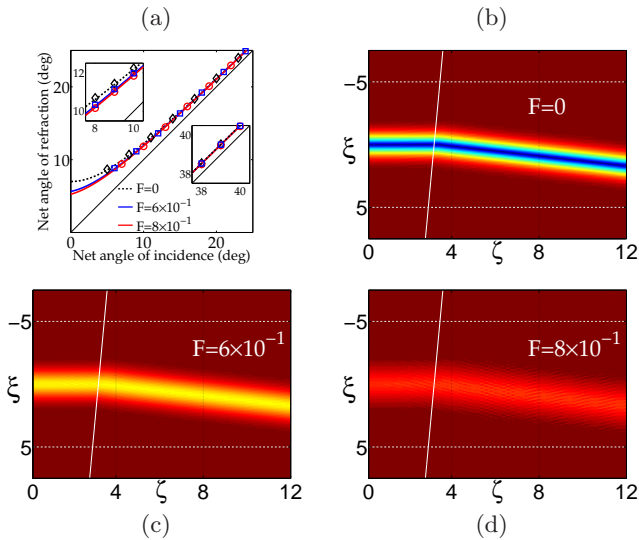 (a)
(b)
Net angle of refraction (deg)
20
10
0
10
20
Net angle of incidence (deg)
12
10
8
10
40
38
38
40
F=0
F=6×10⁻¹
F=8×10⁻¹
F=0
-5
5
ξ
0
4
ζ
8
12
F=6×10⁻¹
-5
5
ξ
0
4
ζ
8
12
F=8×10⁻¹
-5
5
ξ
0
4
ζ
8
12
(c)
(d)